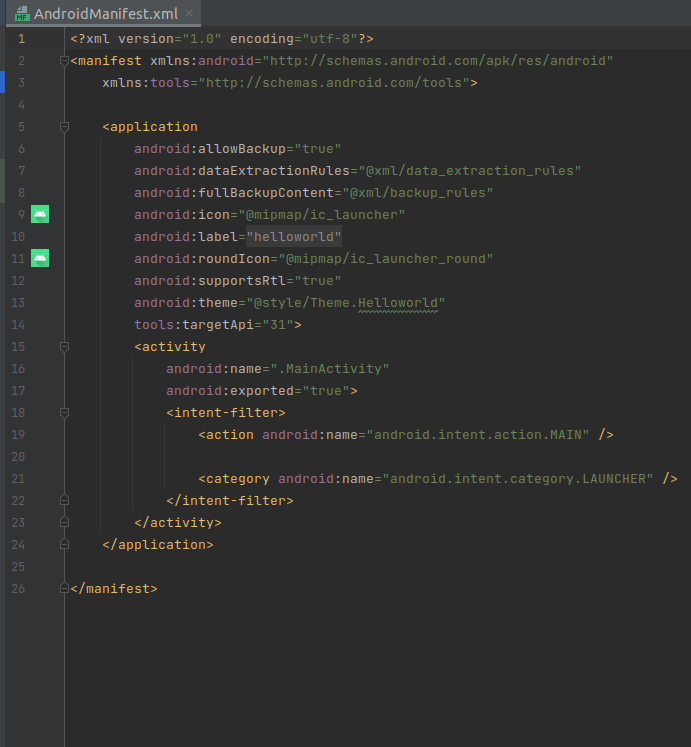 AndroidManifest.xml
1 <?xml version="1.0" encoding="utf-8"?>
2 <manifest xmlns:android="http://schemas.android.com/apk/res/android"
3     xmlns:tools="http://schemas.android.com/tools">
4
5     <application
6         android:allowBackup="true"
7         android:dataExtractionRules="@xml/data_extraction_rules"
8         android:fullBackupContent="@xml/backup_rules"
9         android:icon="@mipmap/ic_launcher"
10         android:label="helloworld"
11         android:roundIcon="@mipmap/ic_launcher_round"
12         android:supportsRtl="true"
13         android:theme="@style/Theme.Helloworld"
14         tools:targetApi="31">
15         <activity
16             android:name=".MainActivity"
17             android:exported="true">
18             <intent-filter>
19                 <action android:name="android.intent.action.MAIN" />
20
21                 <category android:name="android.intent.category.LAUNCHER" />
22             </intent-filter>
23         </activity>
24     </application>
25
26 </manifest>